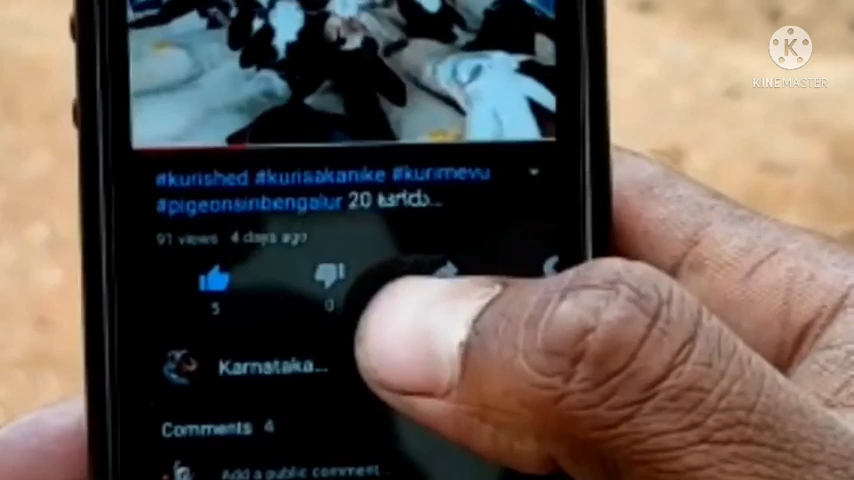 K
KINEMASTER
#kurished #kurisakanike #kurimevu
#pigeonsinbengalur 20
91 views 4 days ago
5
0
Karnataka...
Comments 4
Add a public comment...